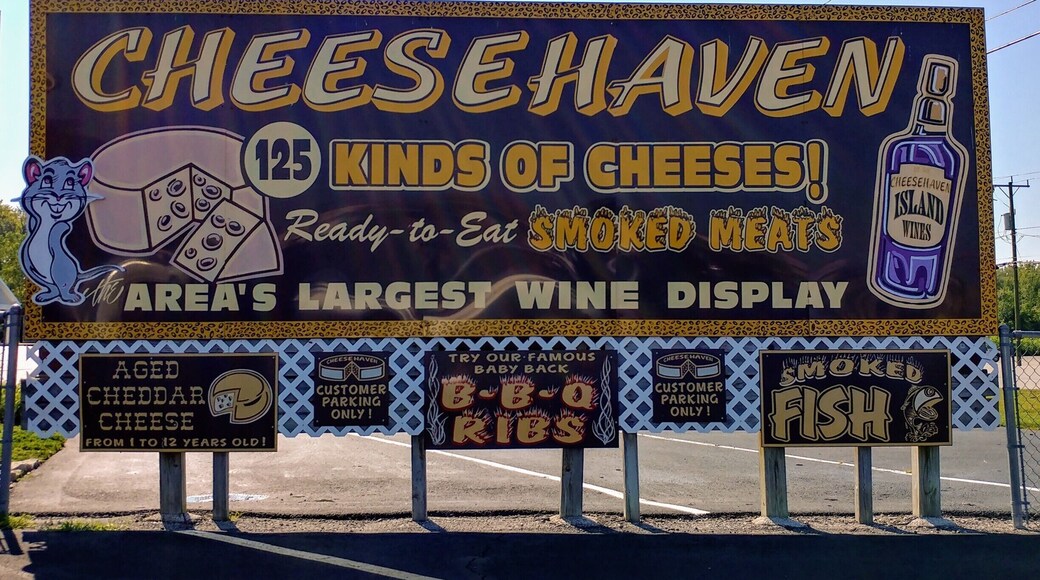 CHEESEHAVEN
125 KINDS OF CHEESES!
Ready-to-Eat SMOKED MEATS
the AREA'S LARGEST WINE DISPLAY
CHEESEHAVEN
ISLAND
WINES
AGED
CHEDDAR
CHEESE
FROM 1 TO 12 YEARS OLD!
CHEESEHAVEN
CUSTOMER
PARKING
ONLY!
TRY OUR FAMOUS
BABY BACK
B-B-Q
RIBS
CHEESEHAVEN
CUSTOMER
PARKING
ONLY!
SMOKED
FISH